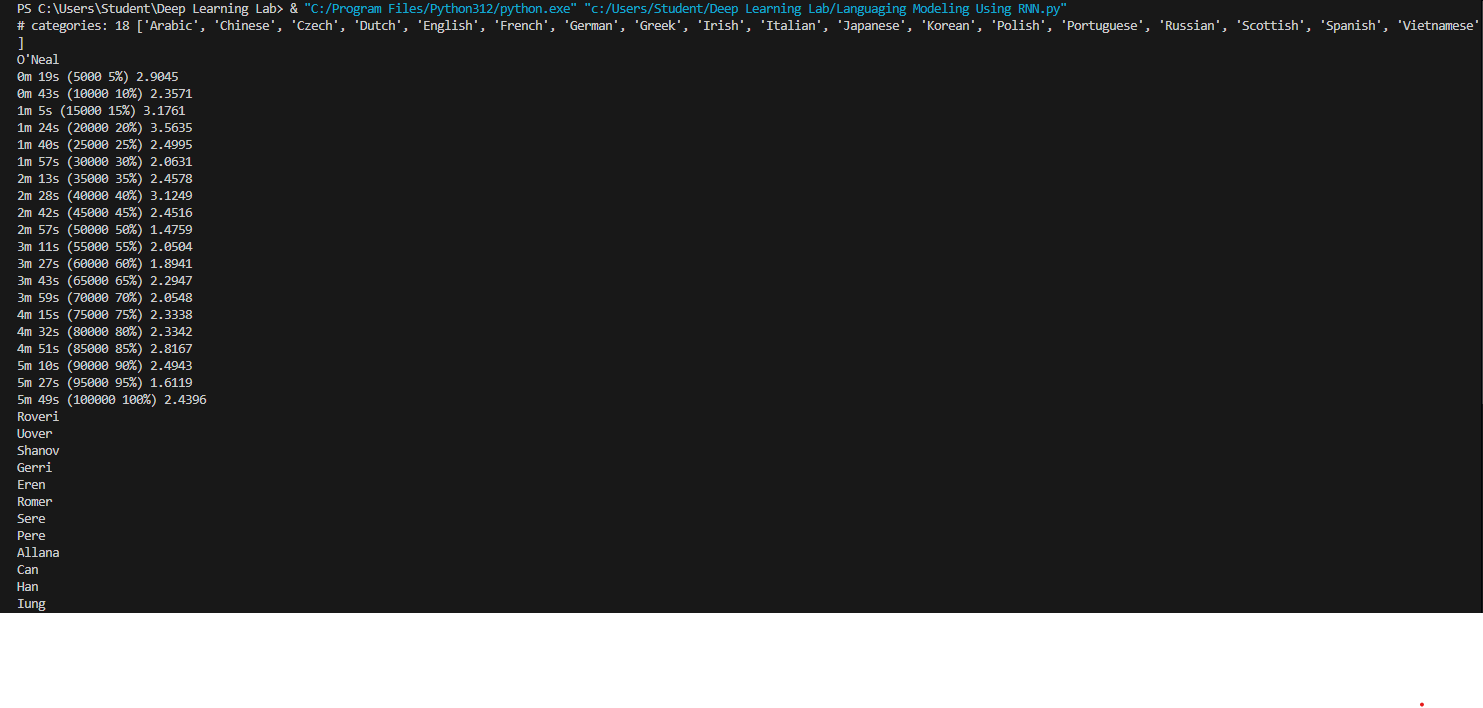 PS C:\Users\Student\Deep Learning Lab> & "C:/Program Files/Python312/python.exe" "c:/Users/Student/Deep Learning Lab/Languaging Modeling Using RNN.py"
# categories: 18 ['Arabic', 'Chinese', 'Czech', 'Dutch', 'English', 'French', 'German', 'Greek', 'Irish', 'Italian', 'Japanese', 'Korean', 'Polish', 'Portuguese', 'Russian', 'Scottish', 'Spanish', 'Vietnamese'
]
O'Neal
0m 19s (5000 5%) 2.9045
0m 43s (10000 10%) 2.3571
1m 5s (15000 15%) 3.1761
1m 24s (20000 20%) 3.5635
1m 40s (25000 25%) 2.4995
1m 57s (30000 30%) 2.0631
2m 13s (35000 35%) 2.4578
2m 28s (40000 40%) 3.1249
2m 42s (45000 45%) 2.4516
2m 57s (50000 50%) 1.4759
3m 11s (55000 55%) 2.0504
3m 27s (60000 60%) 1.8941
3m 43s (65000 65%) 2.2947
3m 59s (70000 70%) 2.0548
4m 15s (75000 75%) 2.3338
4m 32s (80000 80%) 2.3342
4m 51s (85000 85%) 2.8167
5m 10s (90000 90%) 2.4943
5m 27s (95000 95%) 1.6119
5m 49s (100000 100%) 2.4396
Roveri
Uover
Shanov
Gerri
Eren
Romer
Sere
Pere
Allana
Can
Han
Iung